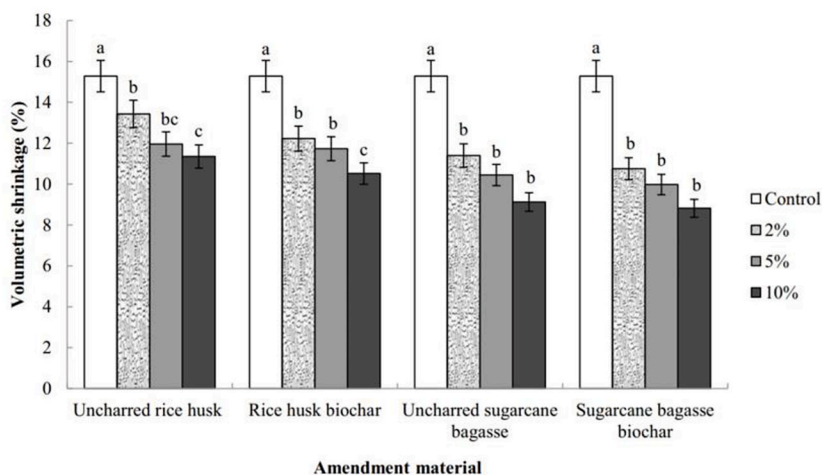 Volumetric shrinkage (%)
18
16
14
12
10
8
6
4
2
0
a
b
bc
c
a
b
b
c
a
b
b
b
a
b
b
b
Control
2%
5%
10%
Uncharred rice husk
Rice husk biochar
Uncharred sugarcane
bagasse
Sugarcane bagasse
biochar
Amendment material